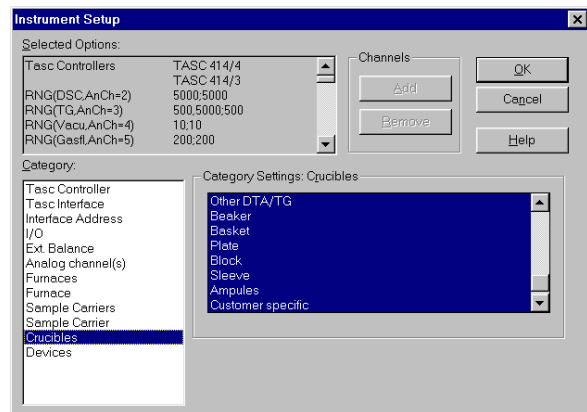 Instrument Setup
Selected Options:
Tasc Controllers TASC 414/4
TASC 414/3
RNG(DSC,AnCh=2) 5000;5000
RNG(TG,AnCh=3) 500,5000;500
RNG(Vacu,AnCh=4) 10;10
RNG(Gasfl,AnCh=5) 200;200
Channels
Add
Remove
OK
Cancel
Help
Category:
Tasc Controller
Tasc Interface
Interface Address
I/O
Ext. Balance
Analog channel(s)
Furnaces
Furnace
Sample Carriers
Sample Carrier
Crucibles
Devices
Category Settings: Crucibles
Other DTA/TG
Beaker
Basket
Plate
Block
Sleeve
Ampules
Customer specific